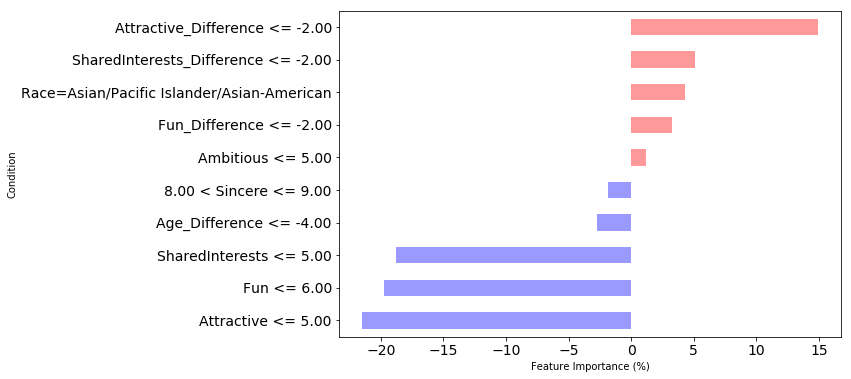 Attractive_Difference <= -2.00
SharedInterests_Difference <= -2.00
Race=Asian/Pacific Islander/Asian-American
Fun_Difference <= -2.00
Ambitious <= 5.00
8.00 < Sincere <= 9.00
Age_Difference <= -4.00
SharedInterests <= 5.00
Fun <= 6.00
Attractive <= 5.00
Condition
−20 −15 −10 −5 0 5 10 15
Feature Importance (%)